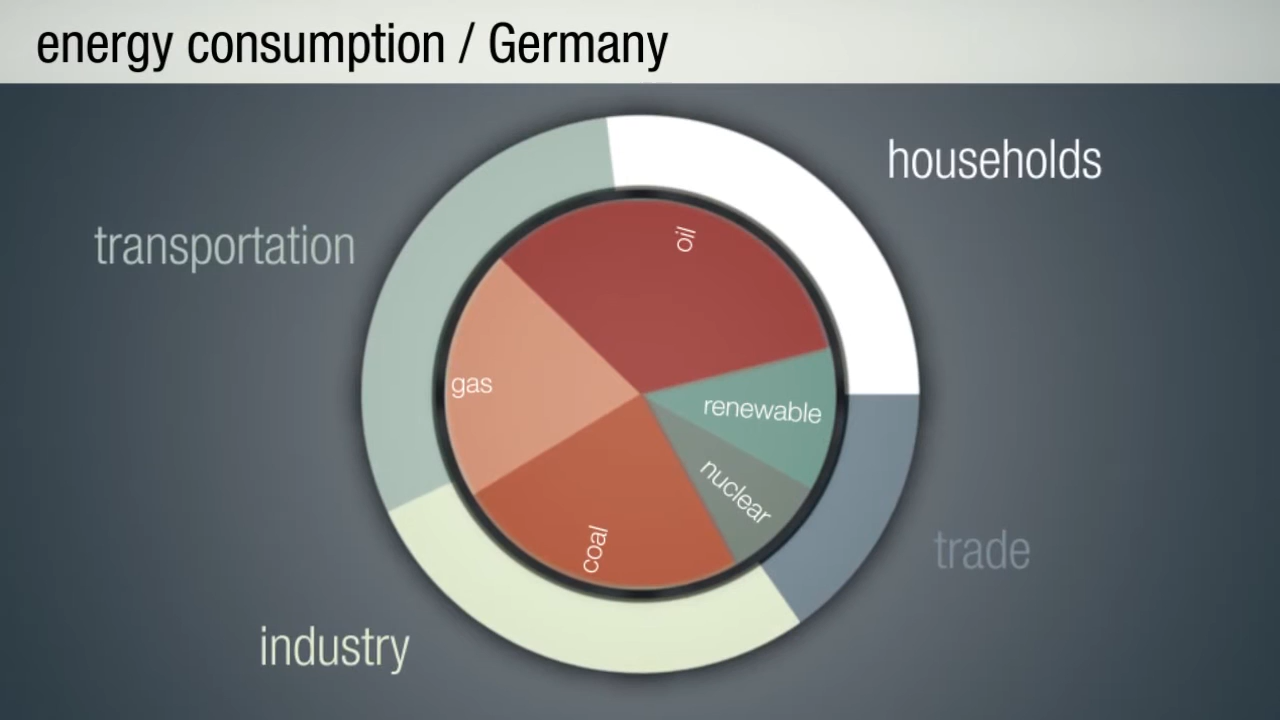 energy consumption / Germany
households
transportation
oil
gas
renewable
nuclear
coal
trade
industry